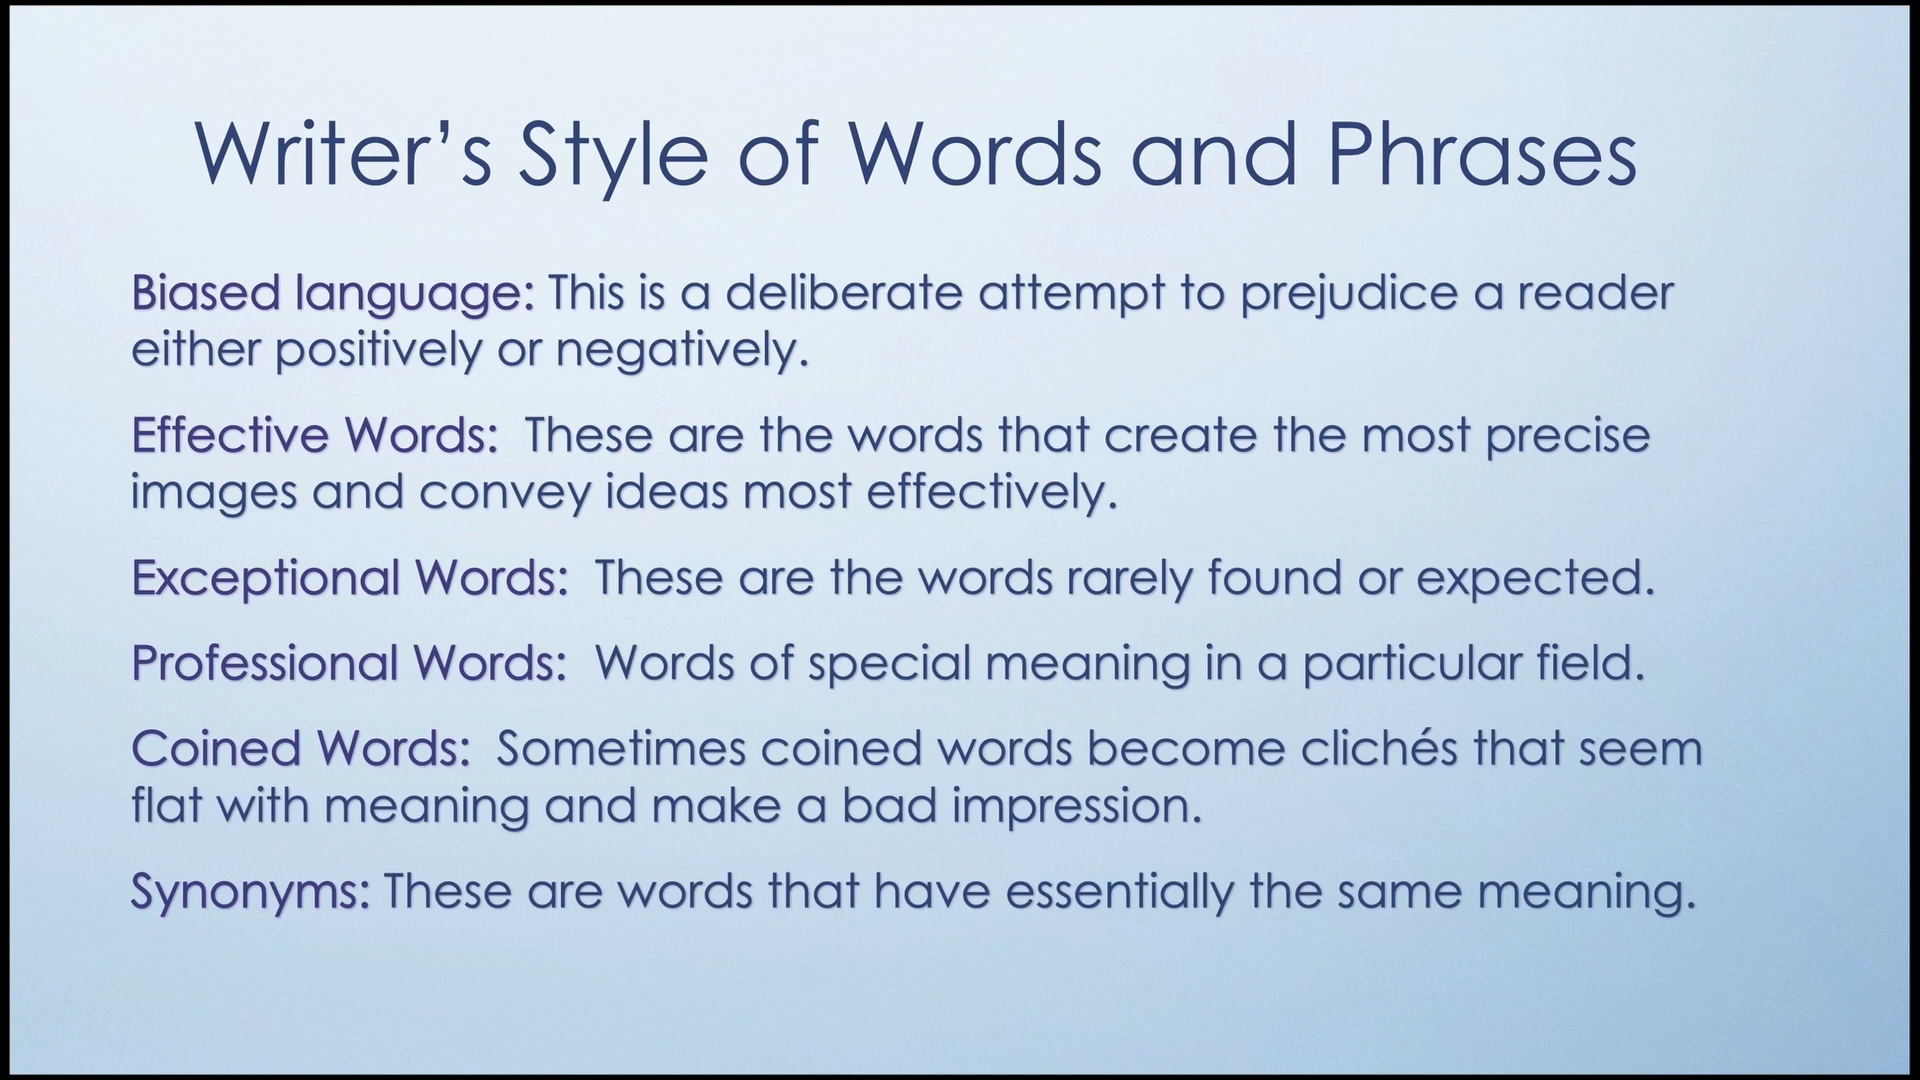 Writer’s Style of Words and Phrases
Biased language: This is a deliberate attempt to prejudice a reader
either positively or negatively.
Effective Words:  These are the words that create the most precise
images and convey ideas most effectively.
Exceptional Words:  These are the words rarely found or expected.
Professional Words:  Words of special meaning in a particular field.
Coined Words:  Sometimes coined words become clichés that seem
flat with meaning and make a bad impression.
Synonyms: These are words that have essentially the same meaning.